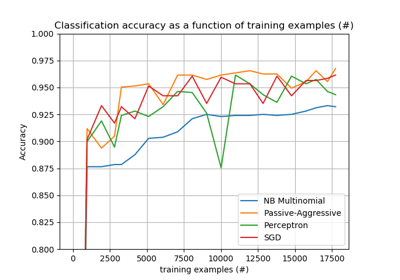 Classification accuracy as a function of training examples (#)
1.000
0.975
0.950
0.925
0.900
0.875
0.850
0.825
0.800
Accuracy
NB Multinomial
Passive-Aggressive
Perceptron
SGD
0 2500 5000 7500 10000 12500 15000 17500
training examples (#)